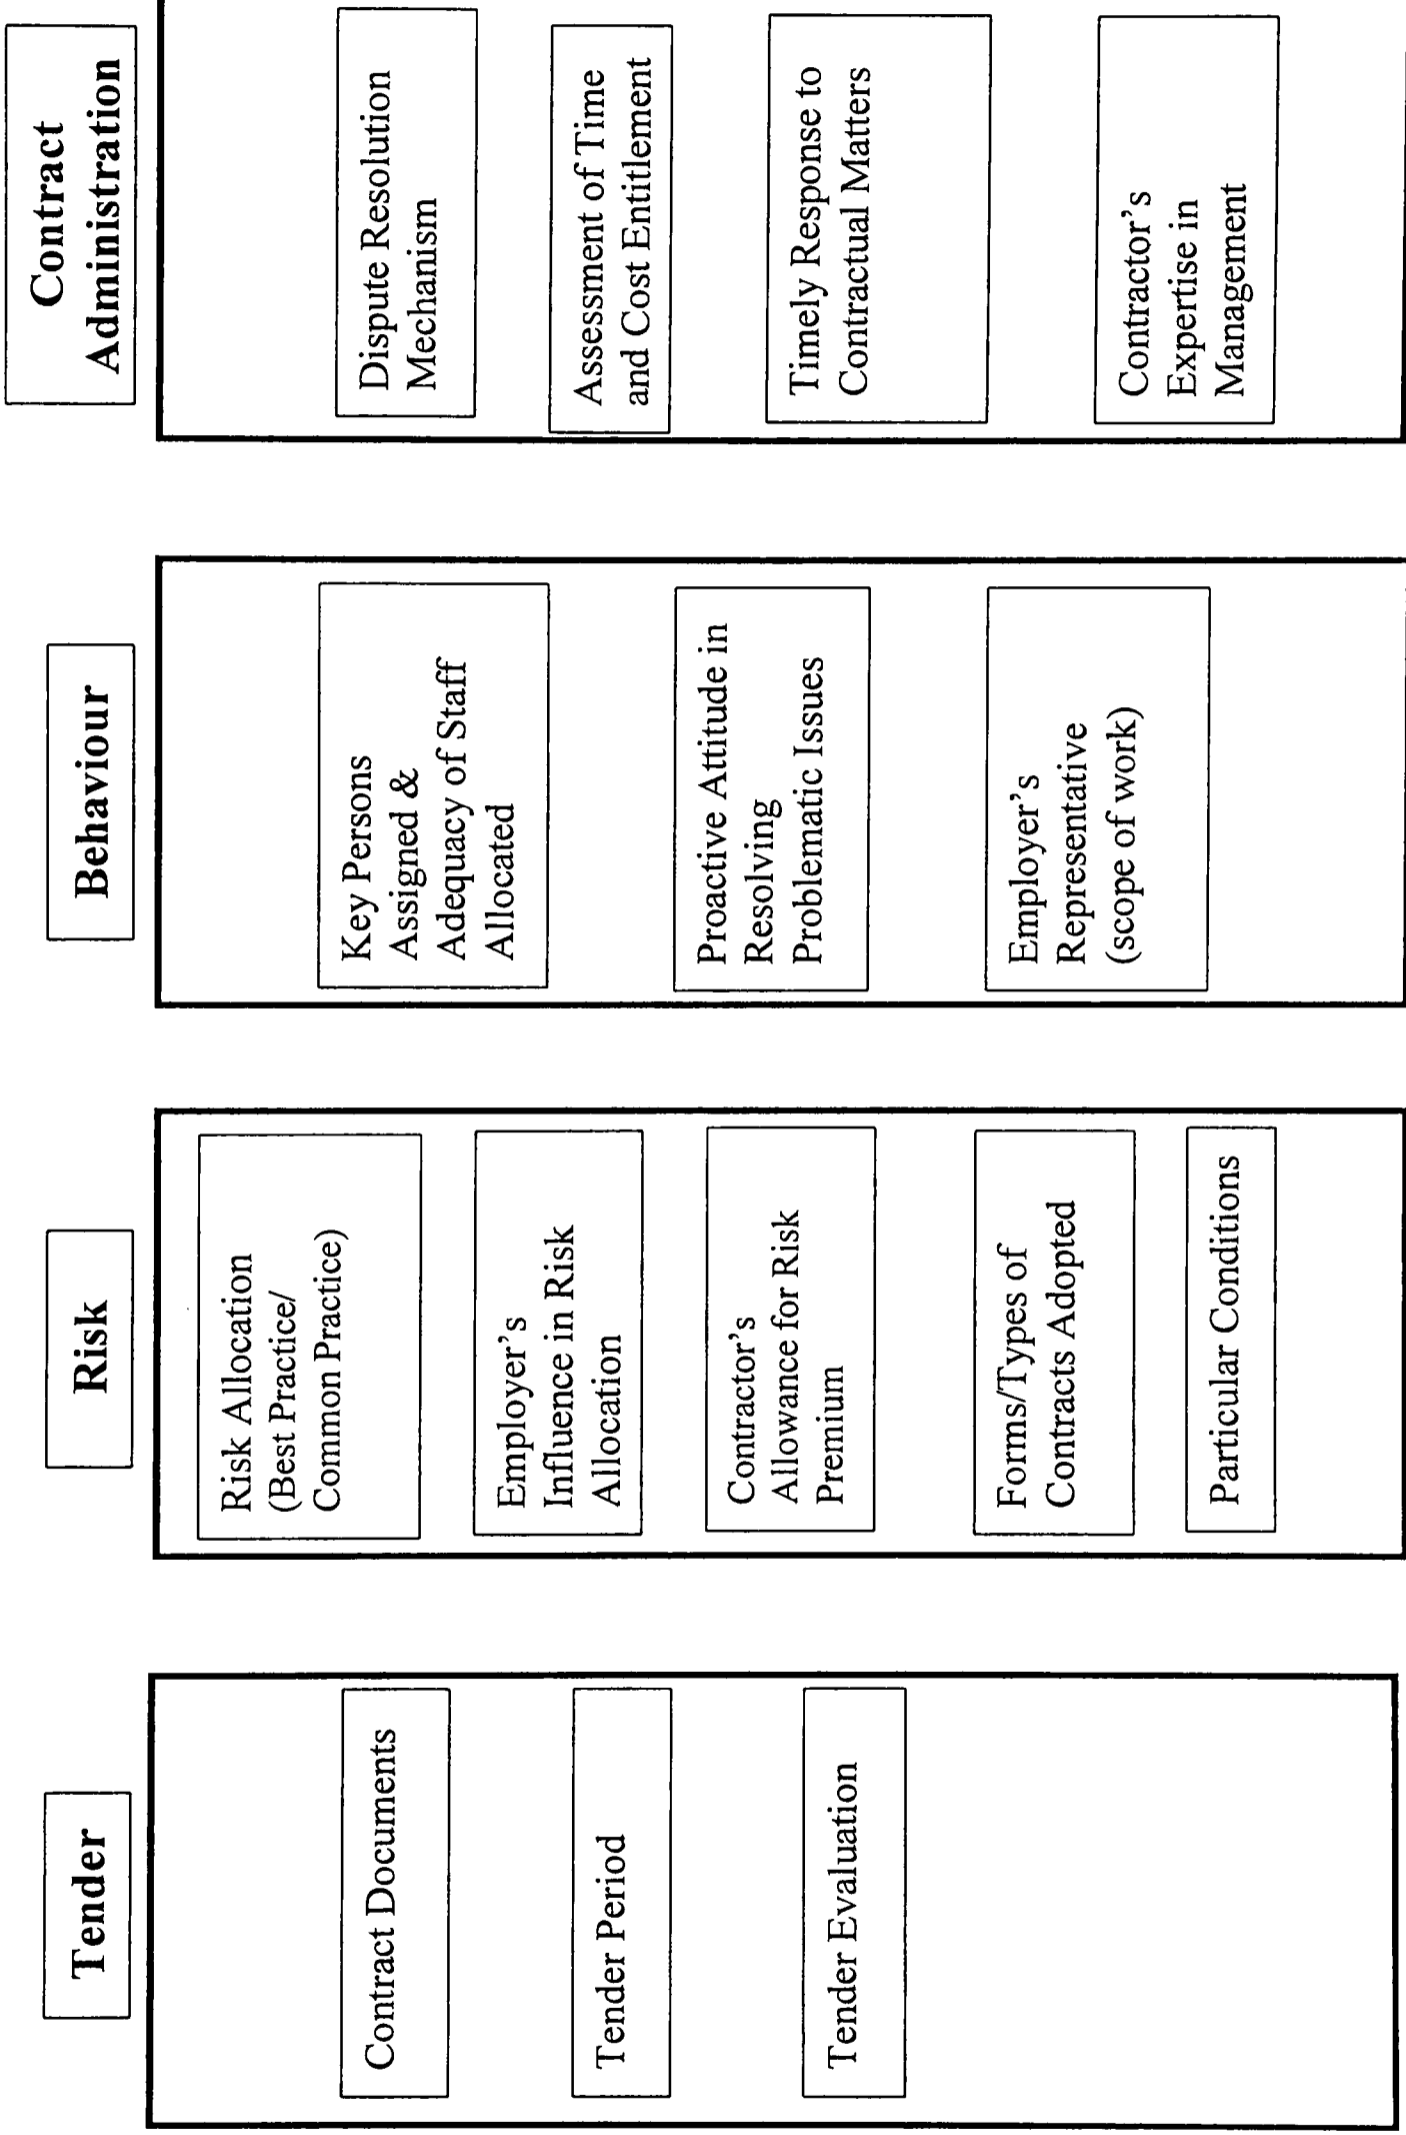 Tender
Contract Documents
Tender Period
Tender Evaluation
Risk
Risk Allocation
(Best Practice/
Common Practice)
Employer's
Influence in Risk
Allocation
Contractor's
Allowance for Risk
Premium
Forms/Types of
Contracts Adopted
Particular Conditions
Behaviour
Key Persons
Assigned &
Adequacy of Staff
Allocated
Proactive Attitude in
Resolving
Problematic Issues
Employer's
Representative
(scope of work)
Contract
Administration
Dispute Resolution
Mechanism
Assessment of Time
and Cost Entitlement
Timely Response to
Contractual Matters
Contractor's
Expertise in
Management